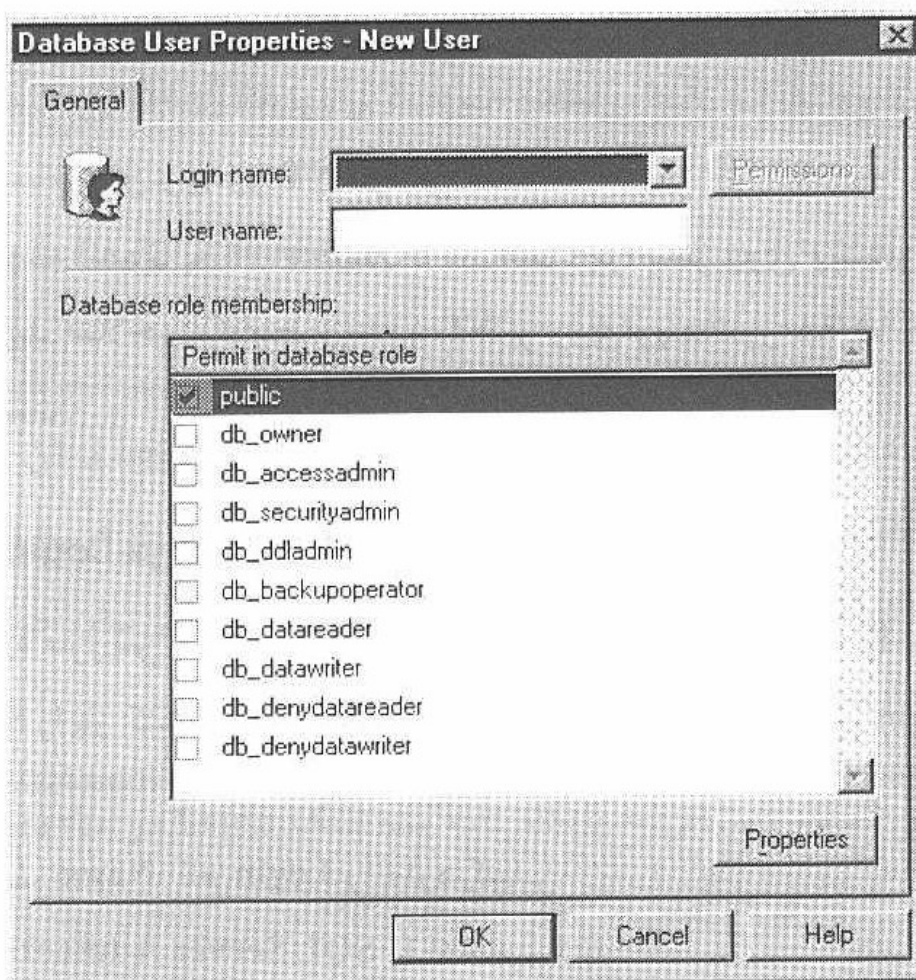 Database User Properties - New User
General
Login name:
Permissions
User name:
Database role membership:
Permit in database role
public
db_owner
db_accessadmin
db_securityadmin
db_ddladmin
db_backupoperator
db_datareader
db_datawriter
db_denydatareader
db_denydatawriter
Properties
OK
Cancel
Help